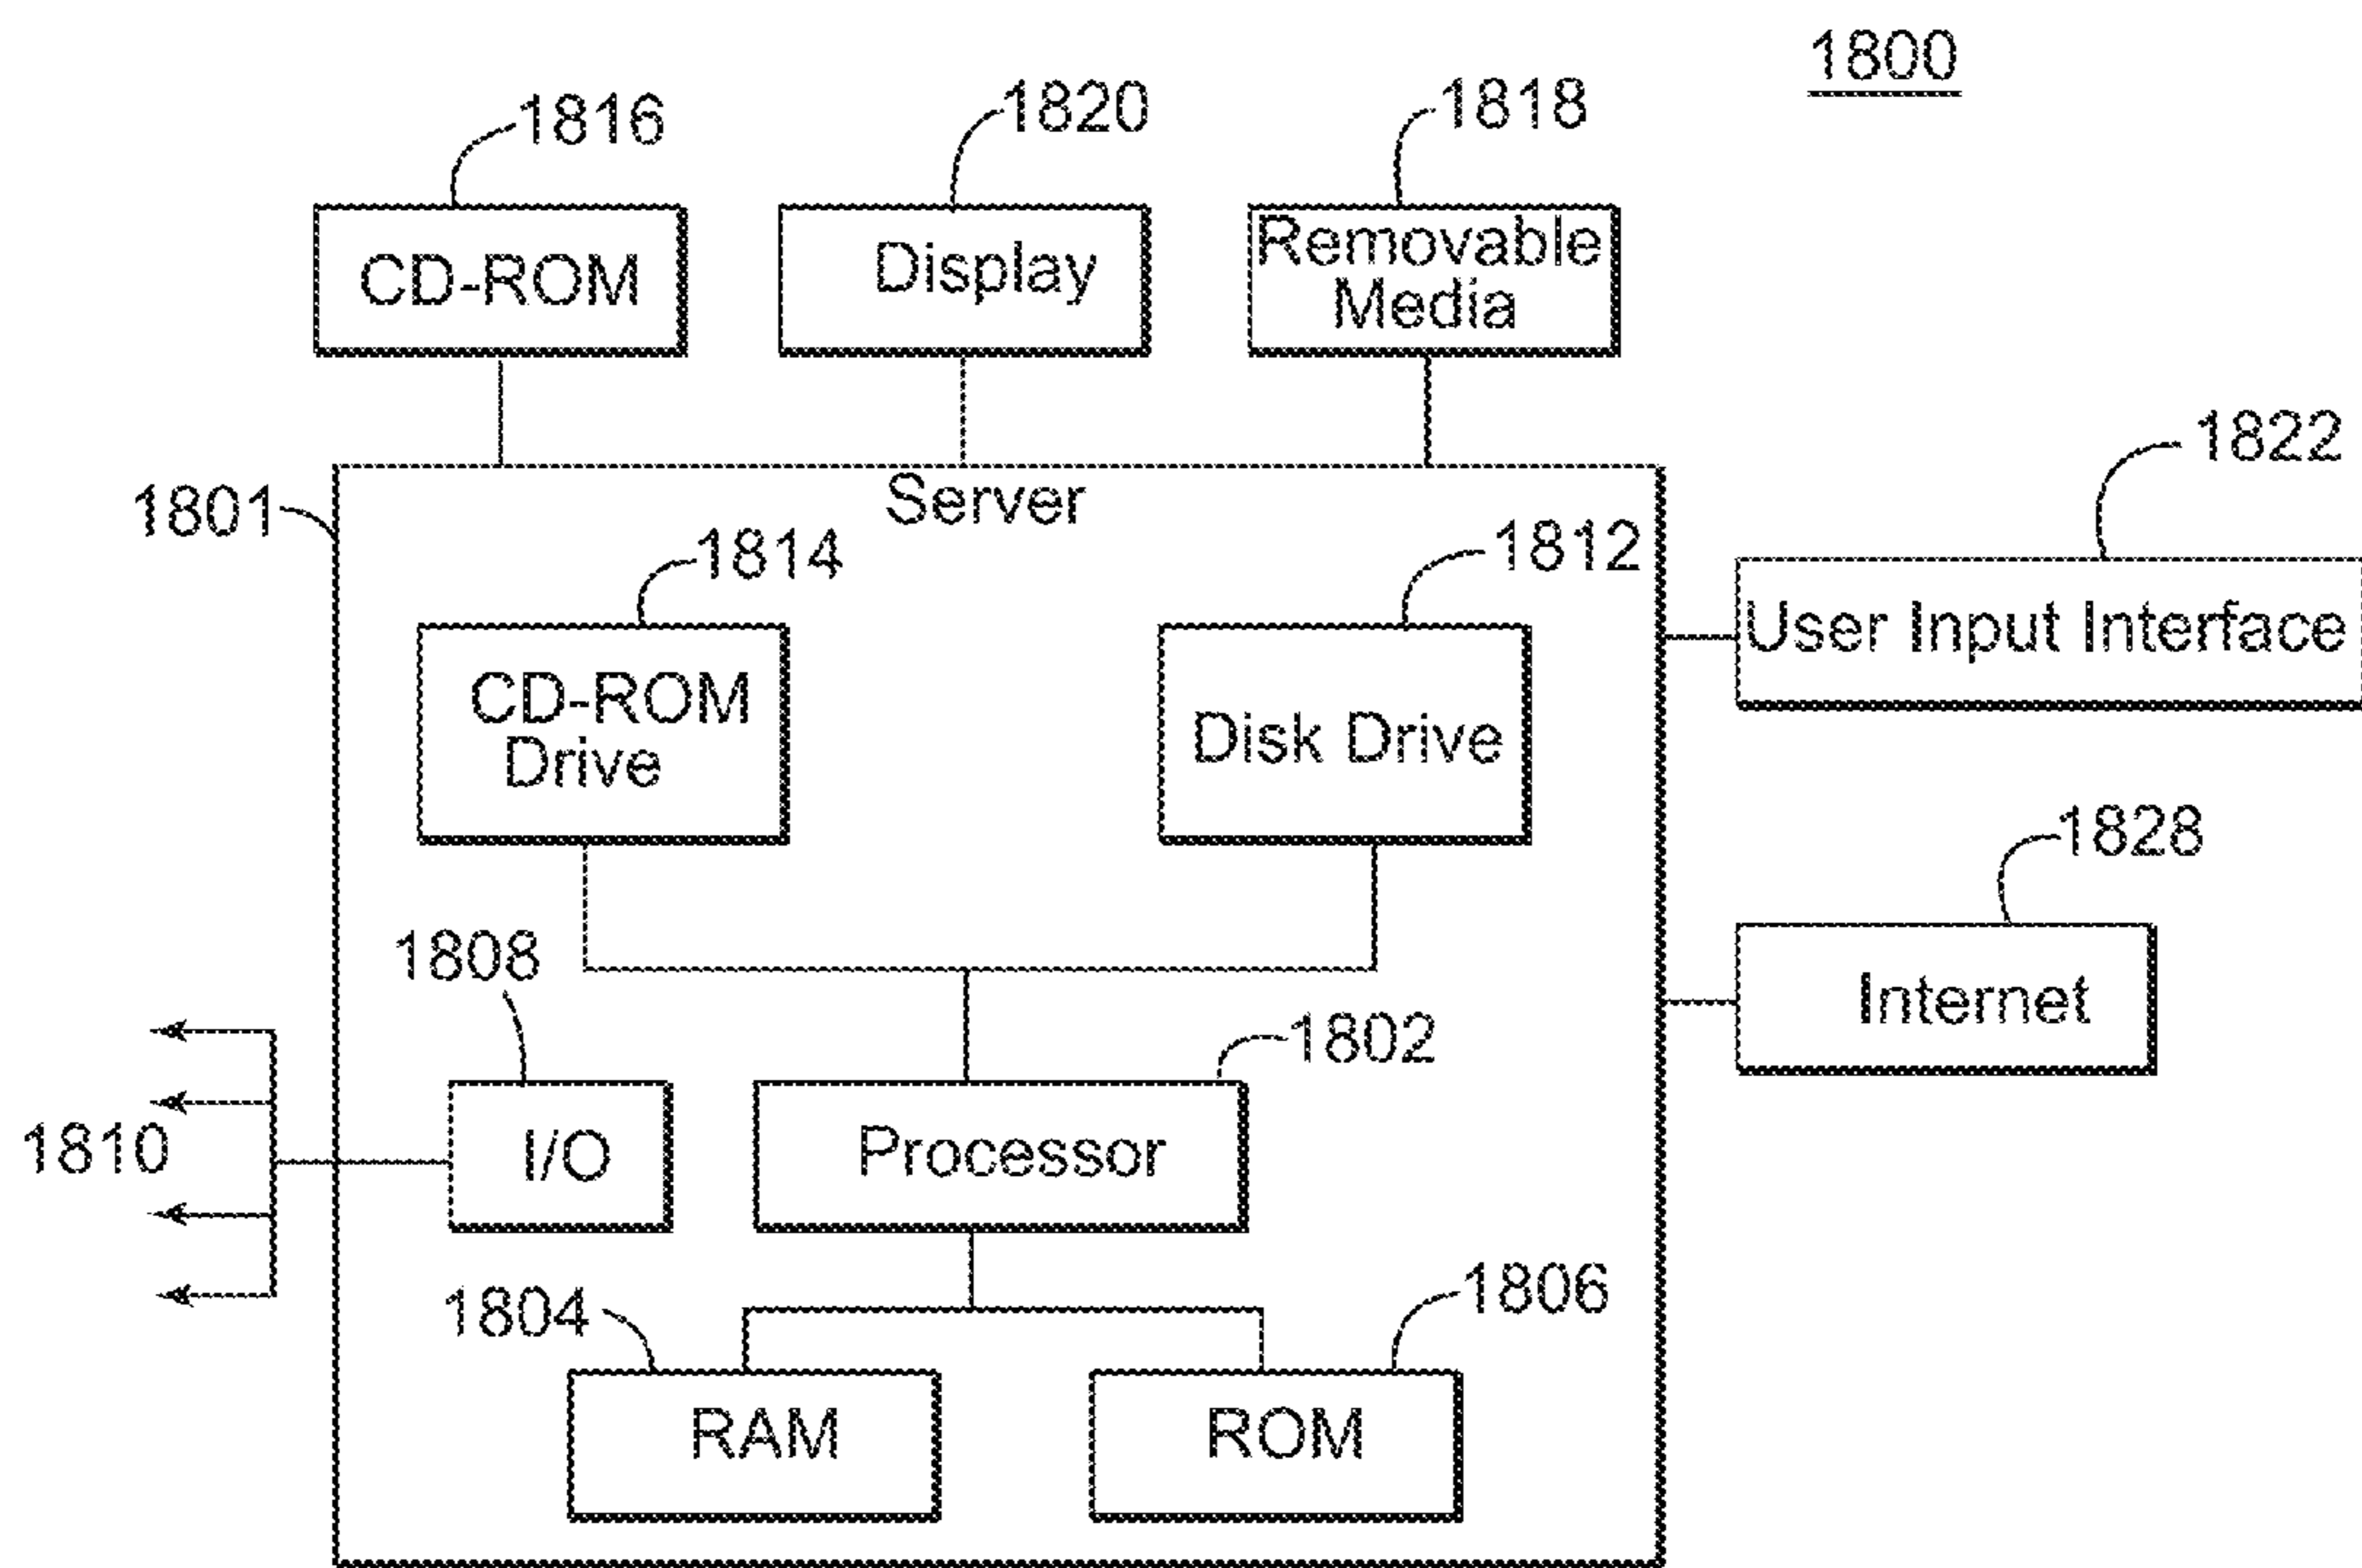 1800
1816
1820
1818
CD-ROM
Display
Removable
Media
1822
1801
Server
1814
1812
User Input Interface
CD-ROM
Drive
Disk Drive
1828
1808
Internet
1802
1810
I/O
Processor
1804
1806
RAM
ROM